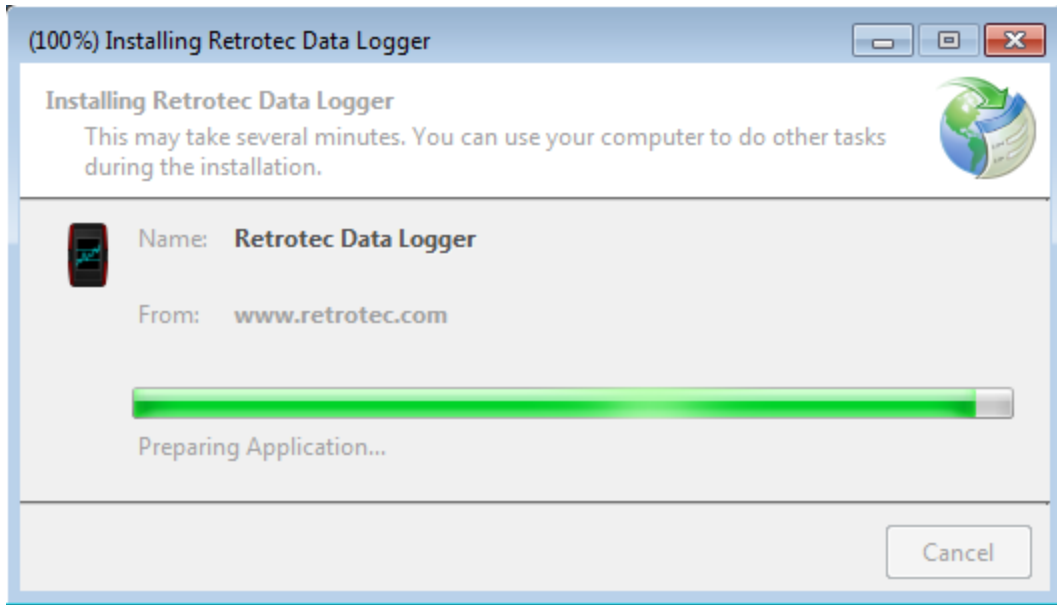 (100%) Installing Retrotec Data Logger
Installing Retrotec Data Logger
This may take several minutes. You can use your computer to do other tasks
during the installation.
Name: Retrotec Data Logger
From: www.retrotec.com
Preparing Application...
Cancel